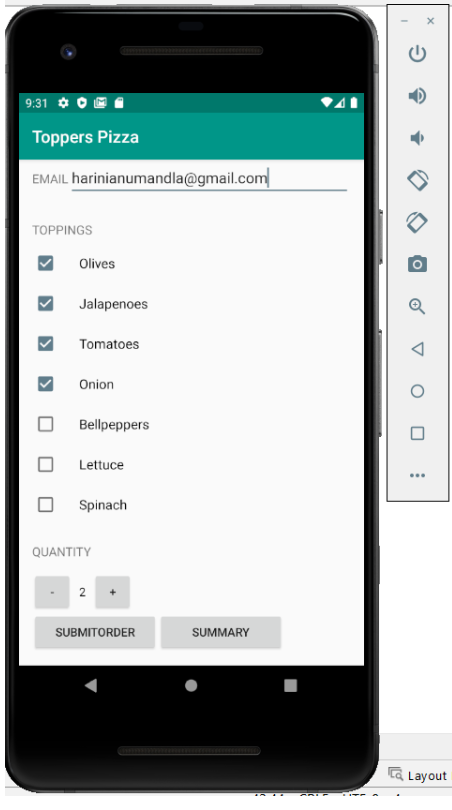 9:31
Toppers Pizza
EMAIL harinianumandla@gmail.com
TOPPINGS
Olives
Jalapenoes
Tomatoes
Onion
Bellpeppers
Lettuce
Spinach
QUANTITY
- 2 +
SUBMITORDER SUMMARY
Layout